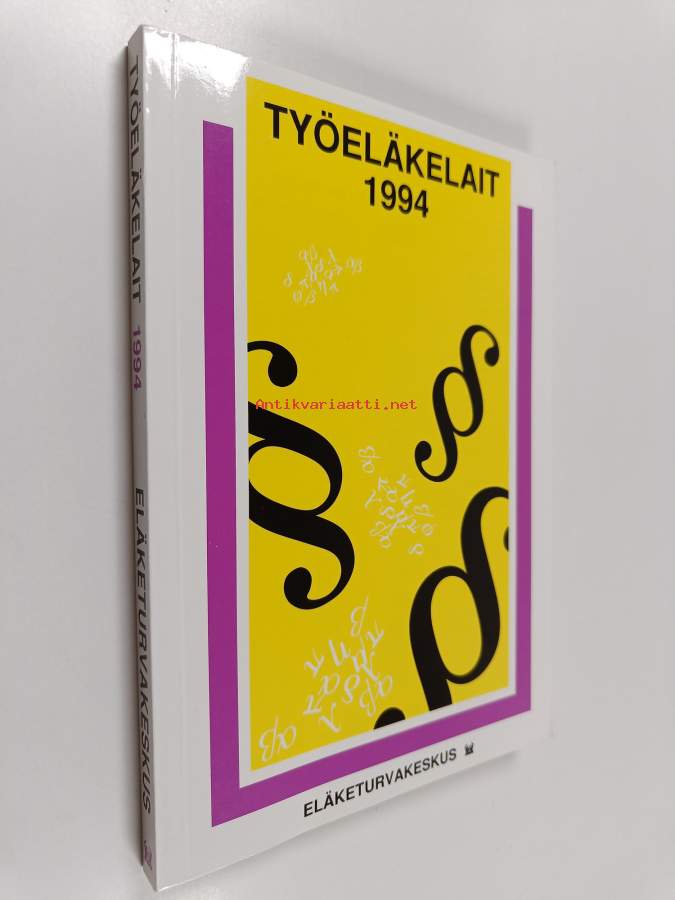 TYÖELÄKELAIT
1994
§
§
§
Antikvariaatti.net
ELÄKETURVAKESKUS
TYÖELÄKELAIT 1994 ELÄKETURVAKESKUS